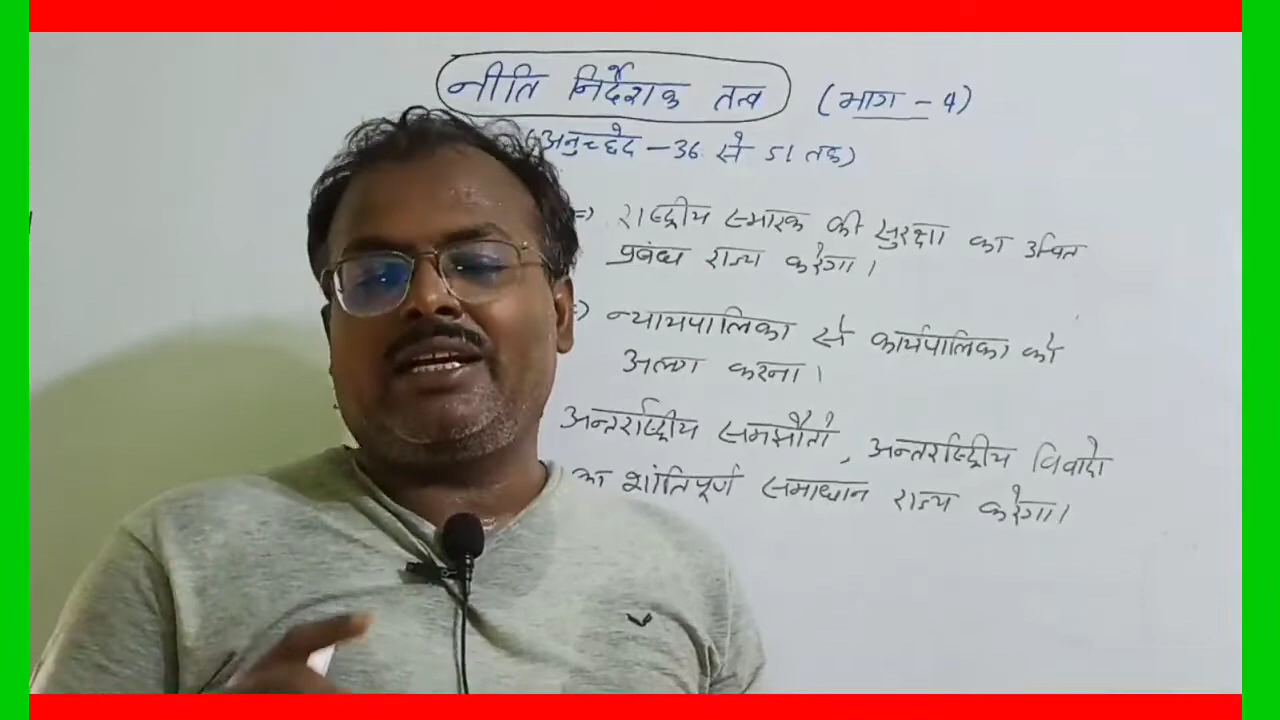 नीति निर्देशक तत्व (भाग - 4)
(अनुच्छेद - 36 से 51 तक)
=) राष्ट्रीय स्मारक की सुरक्षा का उचित
प्रबंध राज्य करेगा।
=) न्यायपालिका से कार्यपालिका को
अलग करना।
अन्तर्राष्ट्रीय समझौतो, अन्तर्राष्ट्रीय विवादो
का शांतिपूर्ण समाधान राज्य करेगा।